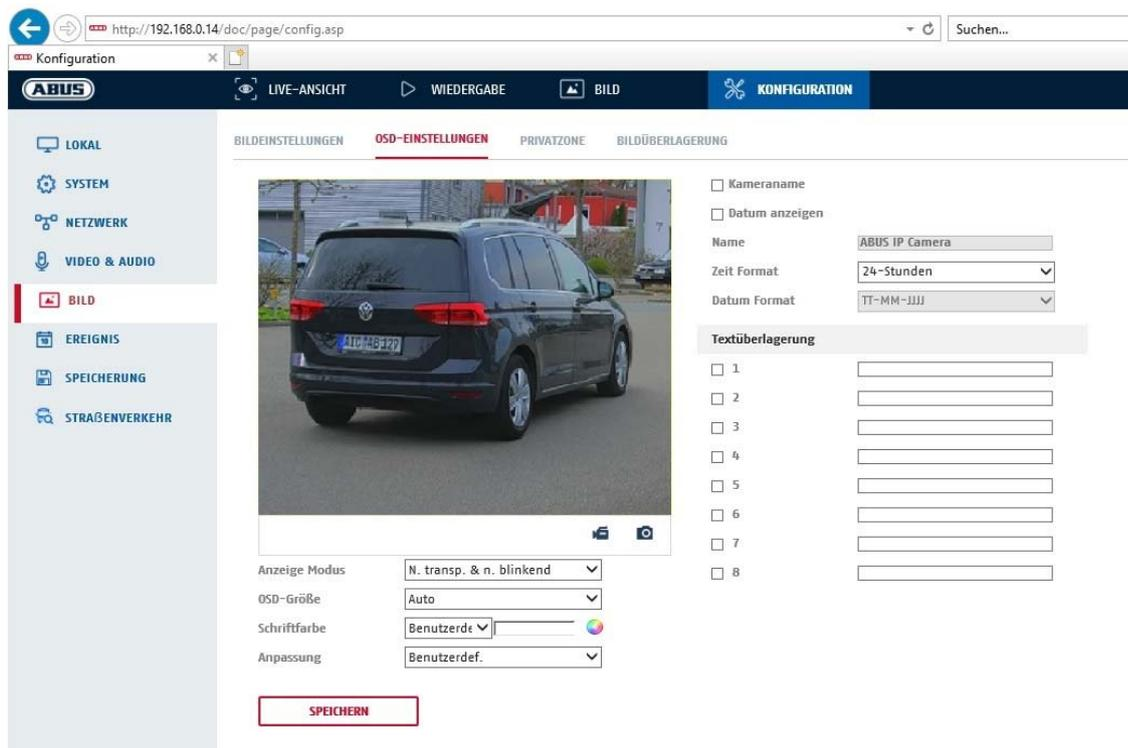 http://192.168.0.14/doc/page/config.asp
Suchen...
Konfiguration
ABUS
LIVE-ANSICHT
WIEDERGABE
BILD
KONFIGURATION
LOKAL
SYSTEM
NETZWERK
VIDEO & AUDIO
BILD
EREIGNIS
SPEICHERUNG
STRAßENVERKEHR
BILDEINSTELLUNGEN
OSD-EINSTELLUNGEN
PRIVATZONE
BILDÜBERLAGERUNG
Kameraname
Datum anzeigen
Name ABUS IP Camera
Zeit Format 24-Stunden
Datum Format TT-MM-JJJJ
Textüberlagerung
1
2
3
4
5
6
7
8
Anzeige Modus N. transp. & n. blinkend
OSD-Größe Auto
Schriftfarbe Benutzerde
Anpassung Benutzerdef.
SPEICHERN